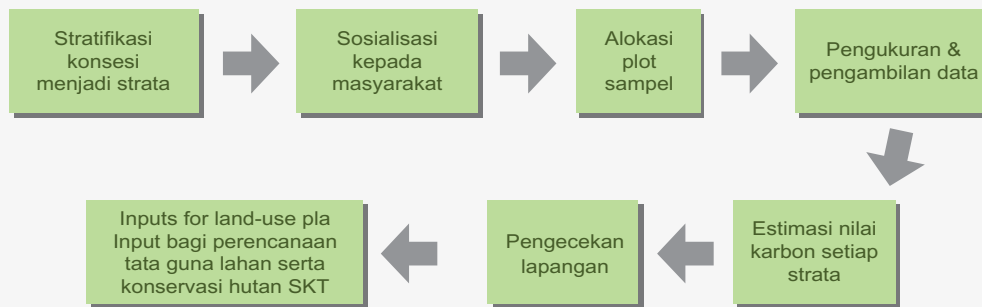 Stratifikasi
konsesi
menjadi strata
Sosialisasi
kepada
masyarakat
Alokasi
plot
sampel
Pengukuran &
pengambilan data
Estimasi nilai
karbon setiap
strata
Pengecekan
lapangan
Inputs for land-use pla
Input bagi perencanaan
tata guna lahan serta
konservasi hutan SKT